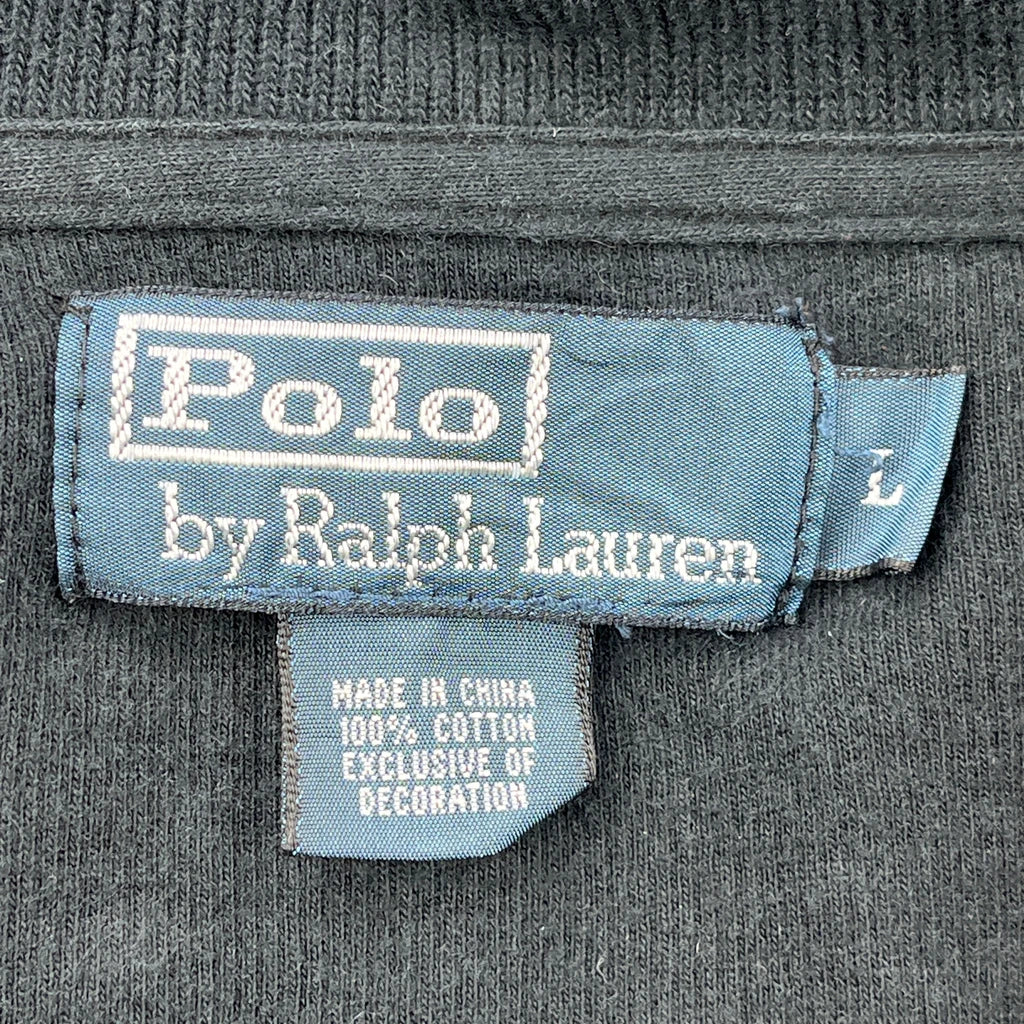 Polo
by Ralph Lauren
L
MADE IN CHINA
100% COTTON
EXCLUSIVE OF
DECORATION